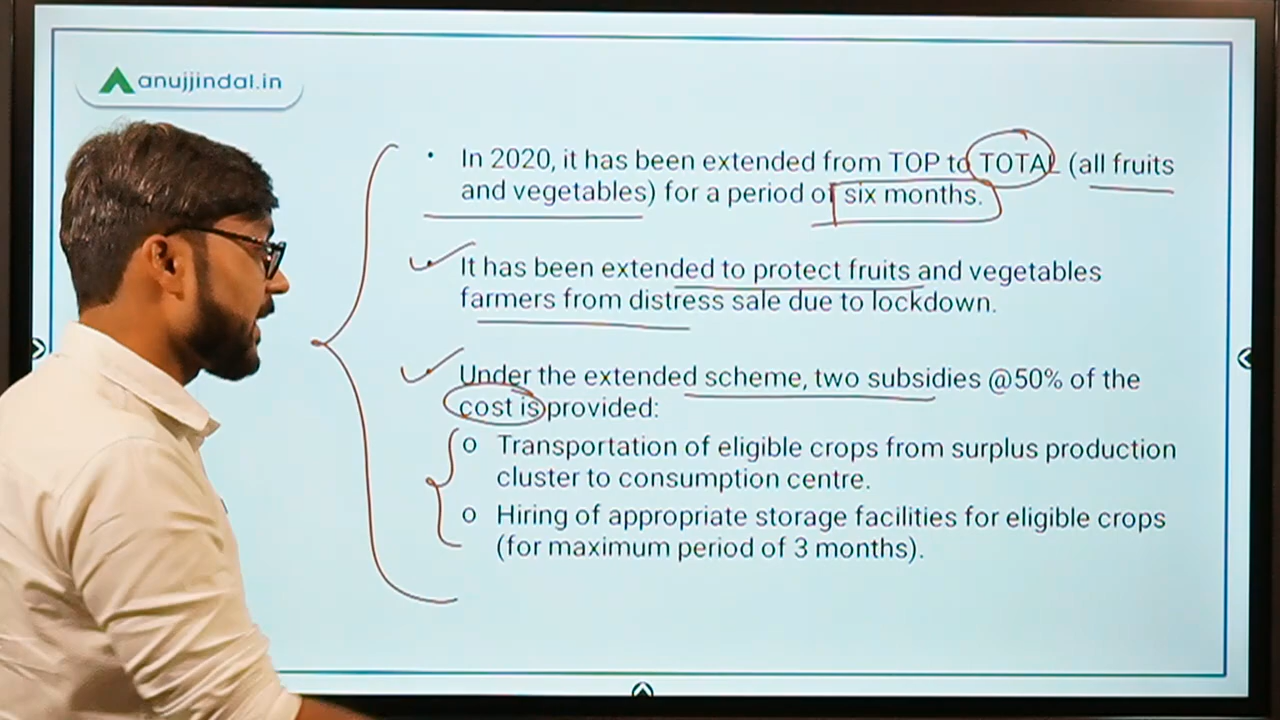 anujjindal.in
• In 2020, it has been extended from TOP to TOTAL (all fruits
and vegetables) for a period of six months.
It has been extended to protect fruits and vegetables
farmers from distress sale due to lockdown.
Under the extended scheme, two subsidies @50% of the
cost is provided:
o Transportation of eligible crops from surplus production
cluster to consumption centre.
o Hiring of appropriate storage facilities for eligible crops
(for maximum period of 3 months).